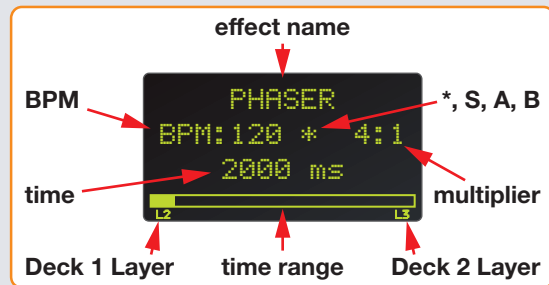 effect name
BPM
PHASER
*, S, A, B
BPM:120 * 4:1
time
2000 ms
multiplier
L2 L3
Deck 1 Layer time range Deck 2 Layer